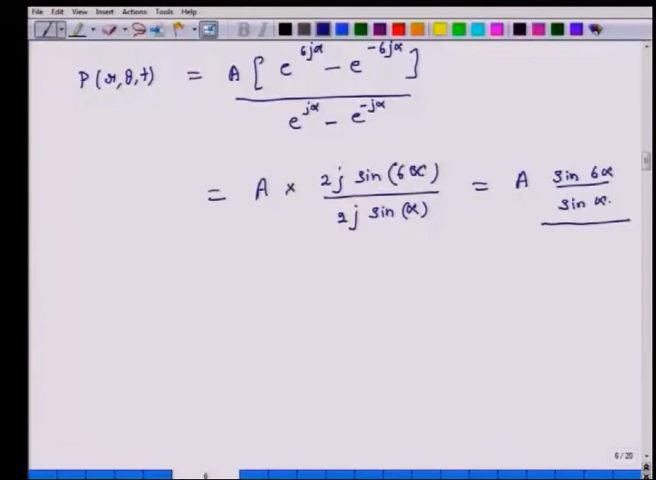 File Edit View Insert Actions Tools Help
B I
P(r,θ,t) = A [e^{6jα} - e^{-6jα}] / e^{jα} - e^{-jα}
= A × 2j sin(6α) / 2j sin(α) = A sin 6α / sin α.
6/20
6